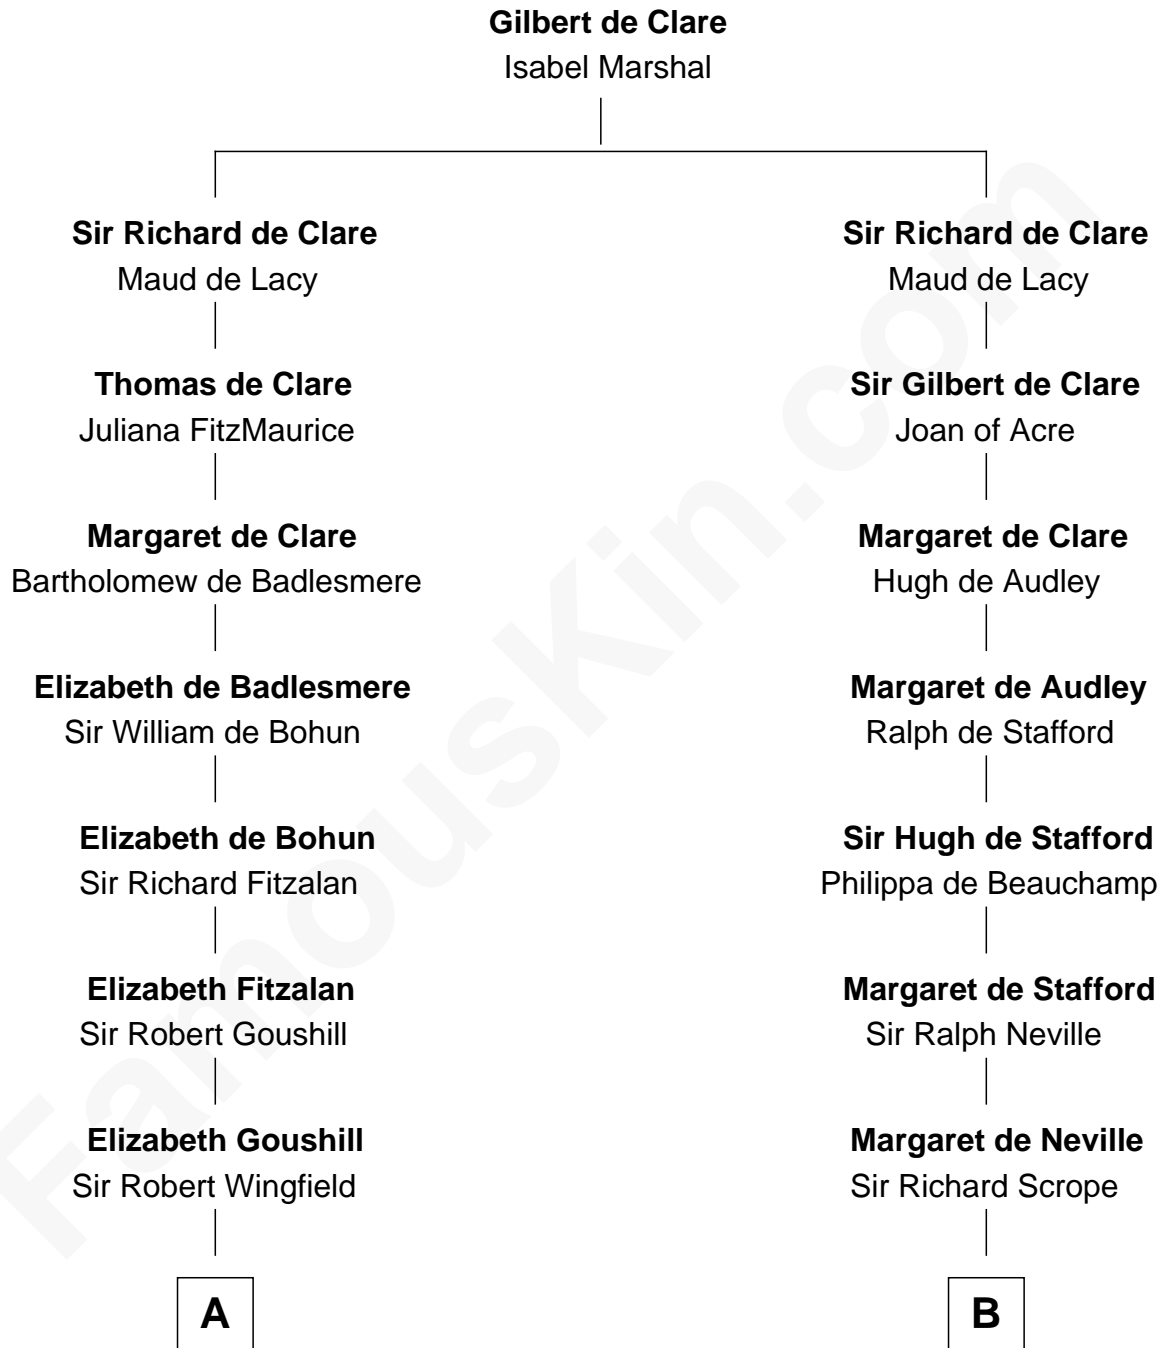 Gilbert de Clare
Isabel Marshal
Sir Richard de Clare
Maud de Lacy
Thomas de Clare
Juliana FitzMaurice
Margaret de Clare
Bartholomew de Badlesmere
Elizabeth de Badlesmere
Sir William de Bohun
Elizabeth de Bohun
Sir Richard Fitzalan
Elizabeth Fitzalan
Sir Robert Goushill
Elizabeth Goushill
Sir Robert Wingfield
A
Sir Richard de Clare
Maud de Lacy
Sir Gilbert de Clare
Joan of Acre
Margaret de Clare
Hugh de Audley
Margaret de Audley
Ralph de Stafford
Sir Hugh de Stafford
Philippa de Beauchamp
Margaret de Stafford
Sir Ralph Neville
Margaret de Neville
Sir Richard Scrope
B
FamousKin.com